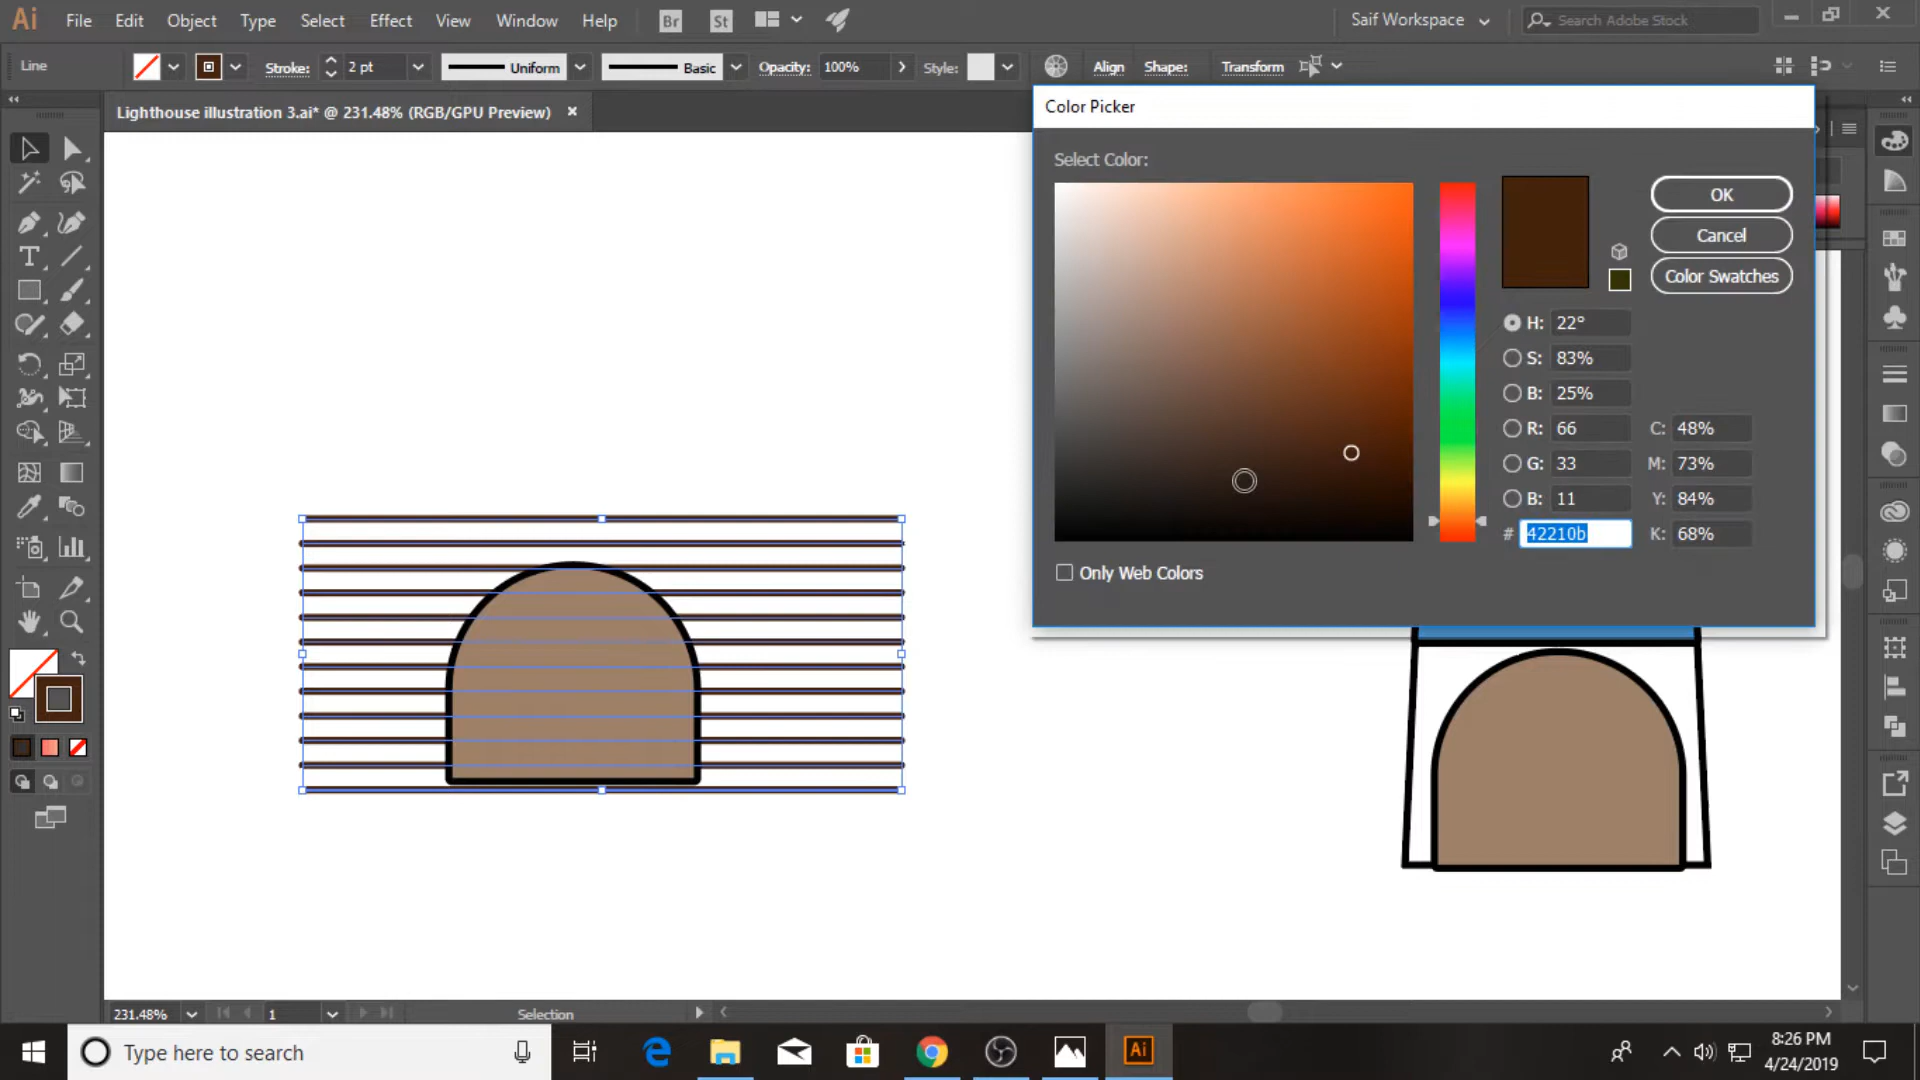 Ai File Edit Object Type Select Effect View Window Help Br St Saif Workspace Search Adobe Stock
Line Stroke: 2 pt Uniform Basic Opacity: 100% Style: Align Shape: Transform
Lighthouse illustration 3.ai* @ 231.48% (RGB/GPU Preview)
Color Picker
Select Color:
OK
Cancel
Color Swatches
H: 22°
S: 83%
B: 25%
R: 66 C: 48%
G: 33 M: 73%
B: 11 Y: 84%
# 42210b K: 68%
Only Web Colors
231.48% 1 Selection
Type here to search
Ai
8:26 PM
4/24/2019